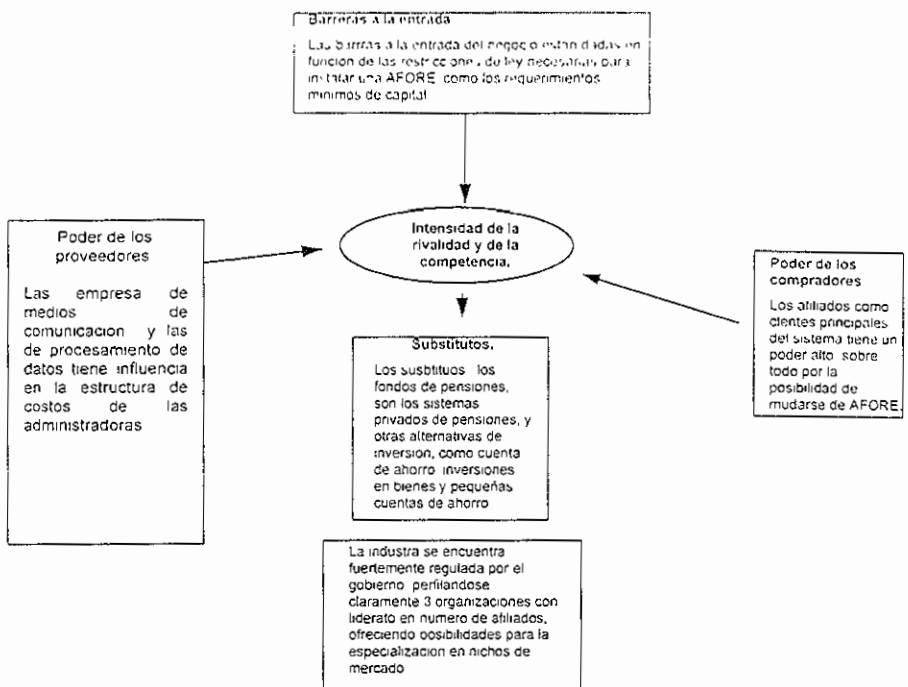 Barreras a la entrada
Las barrras a la entrada del negocio estan dadas en
funcion de las restricciones de ley necesarias para
instalar una AFORE como los requerimientos
minimos de capital
Intensidad de la
rivalidad y de la
competencia.
Poder de los
proveedores
Las empresa de
medios de
comunicacion y las
de procesamiento de
datos tiene influencia
en la estructura de
costos de las
administradoras
Poder de los
compradores
Los afiliados como
clientes principales
del sistema tiene un
poder alto sobre
todo por la
posibilidad de
mudarse de AFORE.
Substitutos.
Los susbtituos los
fondos de pensiones,
son los sistemas
privados de pensiones, y
otras alternativas de
inversion, como cuenta
de ahorro inversiones
en bienes y pequeñas
cuentas de ahorro
La industra se encuentra
fuertemente regulada por el
gobierno perfilandose
claramente 3 organizaciones con
liderato en numero de afiliados,
ofreciendo posibilidades para la
especializacion en nichos de
mercado